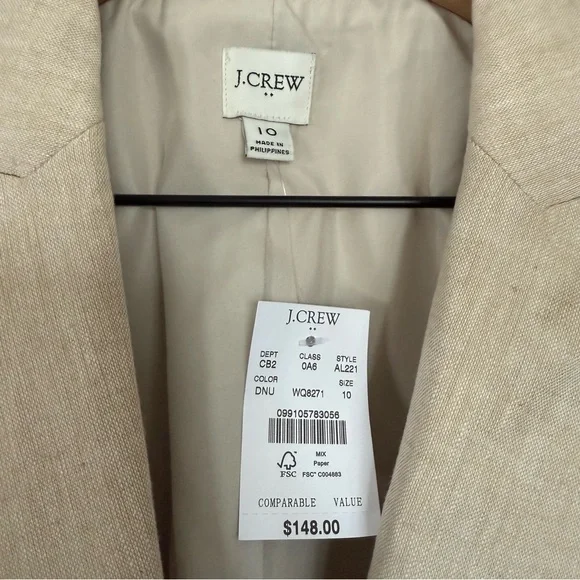 J.CREW
10
MADE IN
PHILIPPINES
J.CREW
DEPT CLASS STYLE
CB2 0A6 AL221
COLOR SIZE
DNU WQ8271 10
099105783056
MIX
Paper
FSC FSC® C004863
COMPARABLE VALUE
$148.00